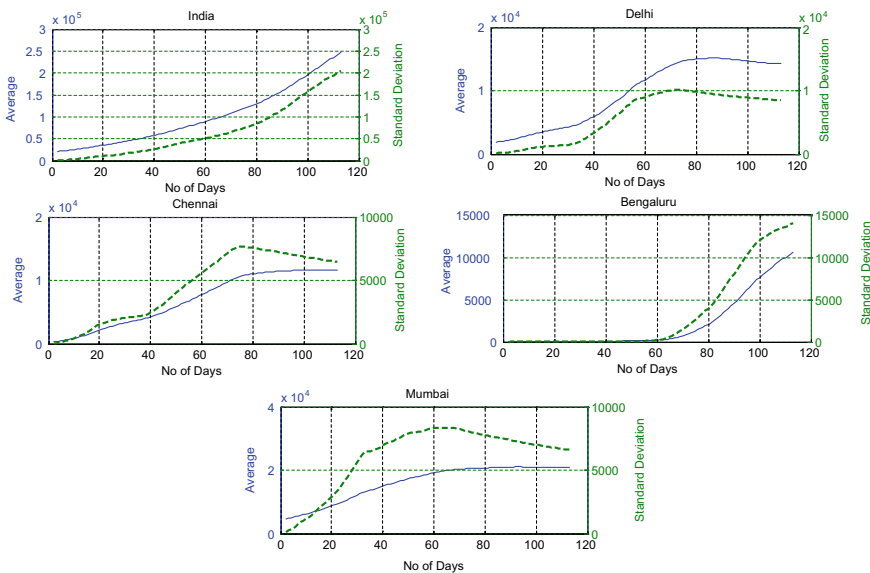 India
x 10^5
x 10^5
3
2.5
2
1.5
1
0.5
0
Average
3
2.5
2
1.5
1
0.5
0
Standard Deviation
0 20 40 60 80 100 120
No of Days
Delhi
x 10^4
x 10^4
2
1
0
Average
2
1
0
Standard Deviation
0 20 40 60 80 100 120
No of Days
Chennai
x 10^4
2
1
0
Average
10000
5000
0
Standard Deviation
0 20 40 60 80 100 120
No of Days
Bengaluru
15000
10000
5000
0
Average
15000
10000
5000
0
Standard Deviation
0 20 40 60 80 100 120
No of Days
Mumbai
x 10^4
4
2
0
Average
10000
5000
0
Standard Deviation
0 20 40 60 80 100 120
No of Days